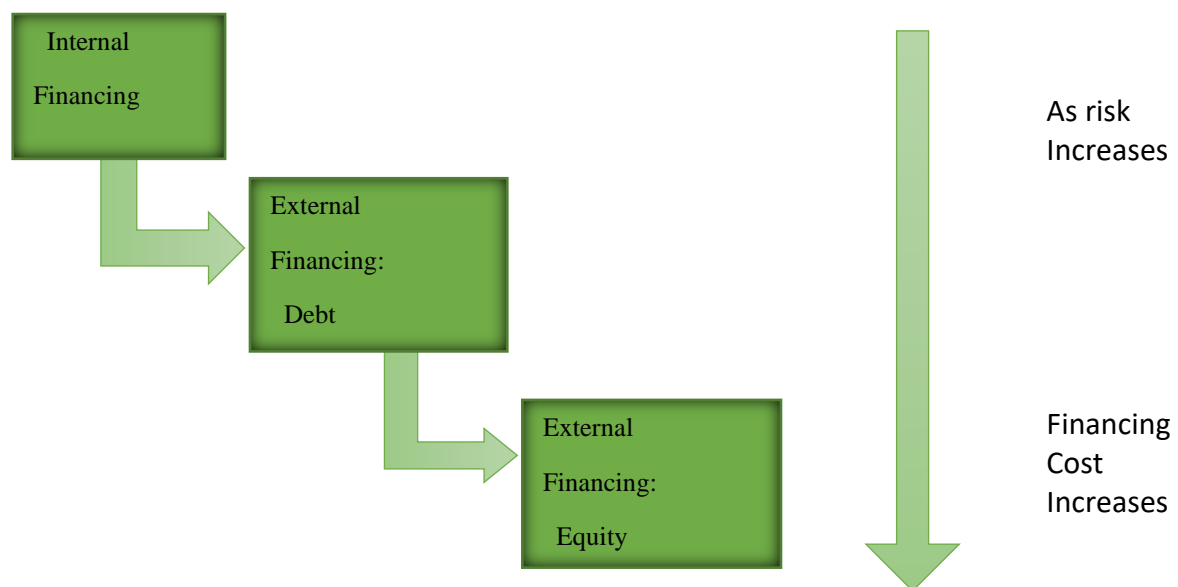 Internal
Financing
External
Financing:
Debt
External
Financing:
Equity
As risk
Increases
Financing
Cost
Increases